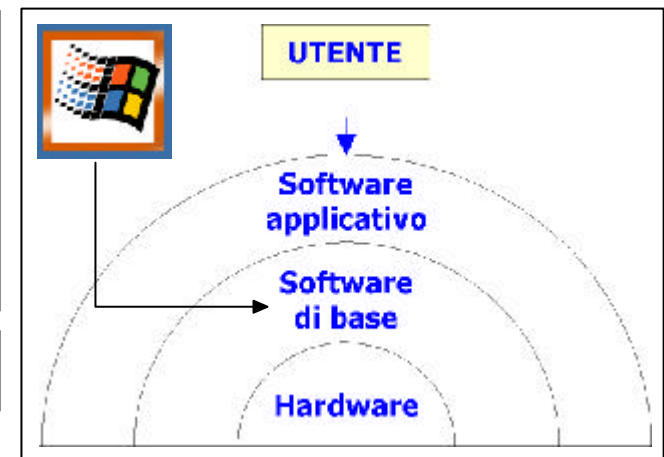 UTENTE
Software
applicativo
Software
di base
Hardware